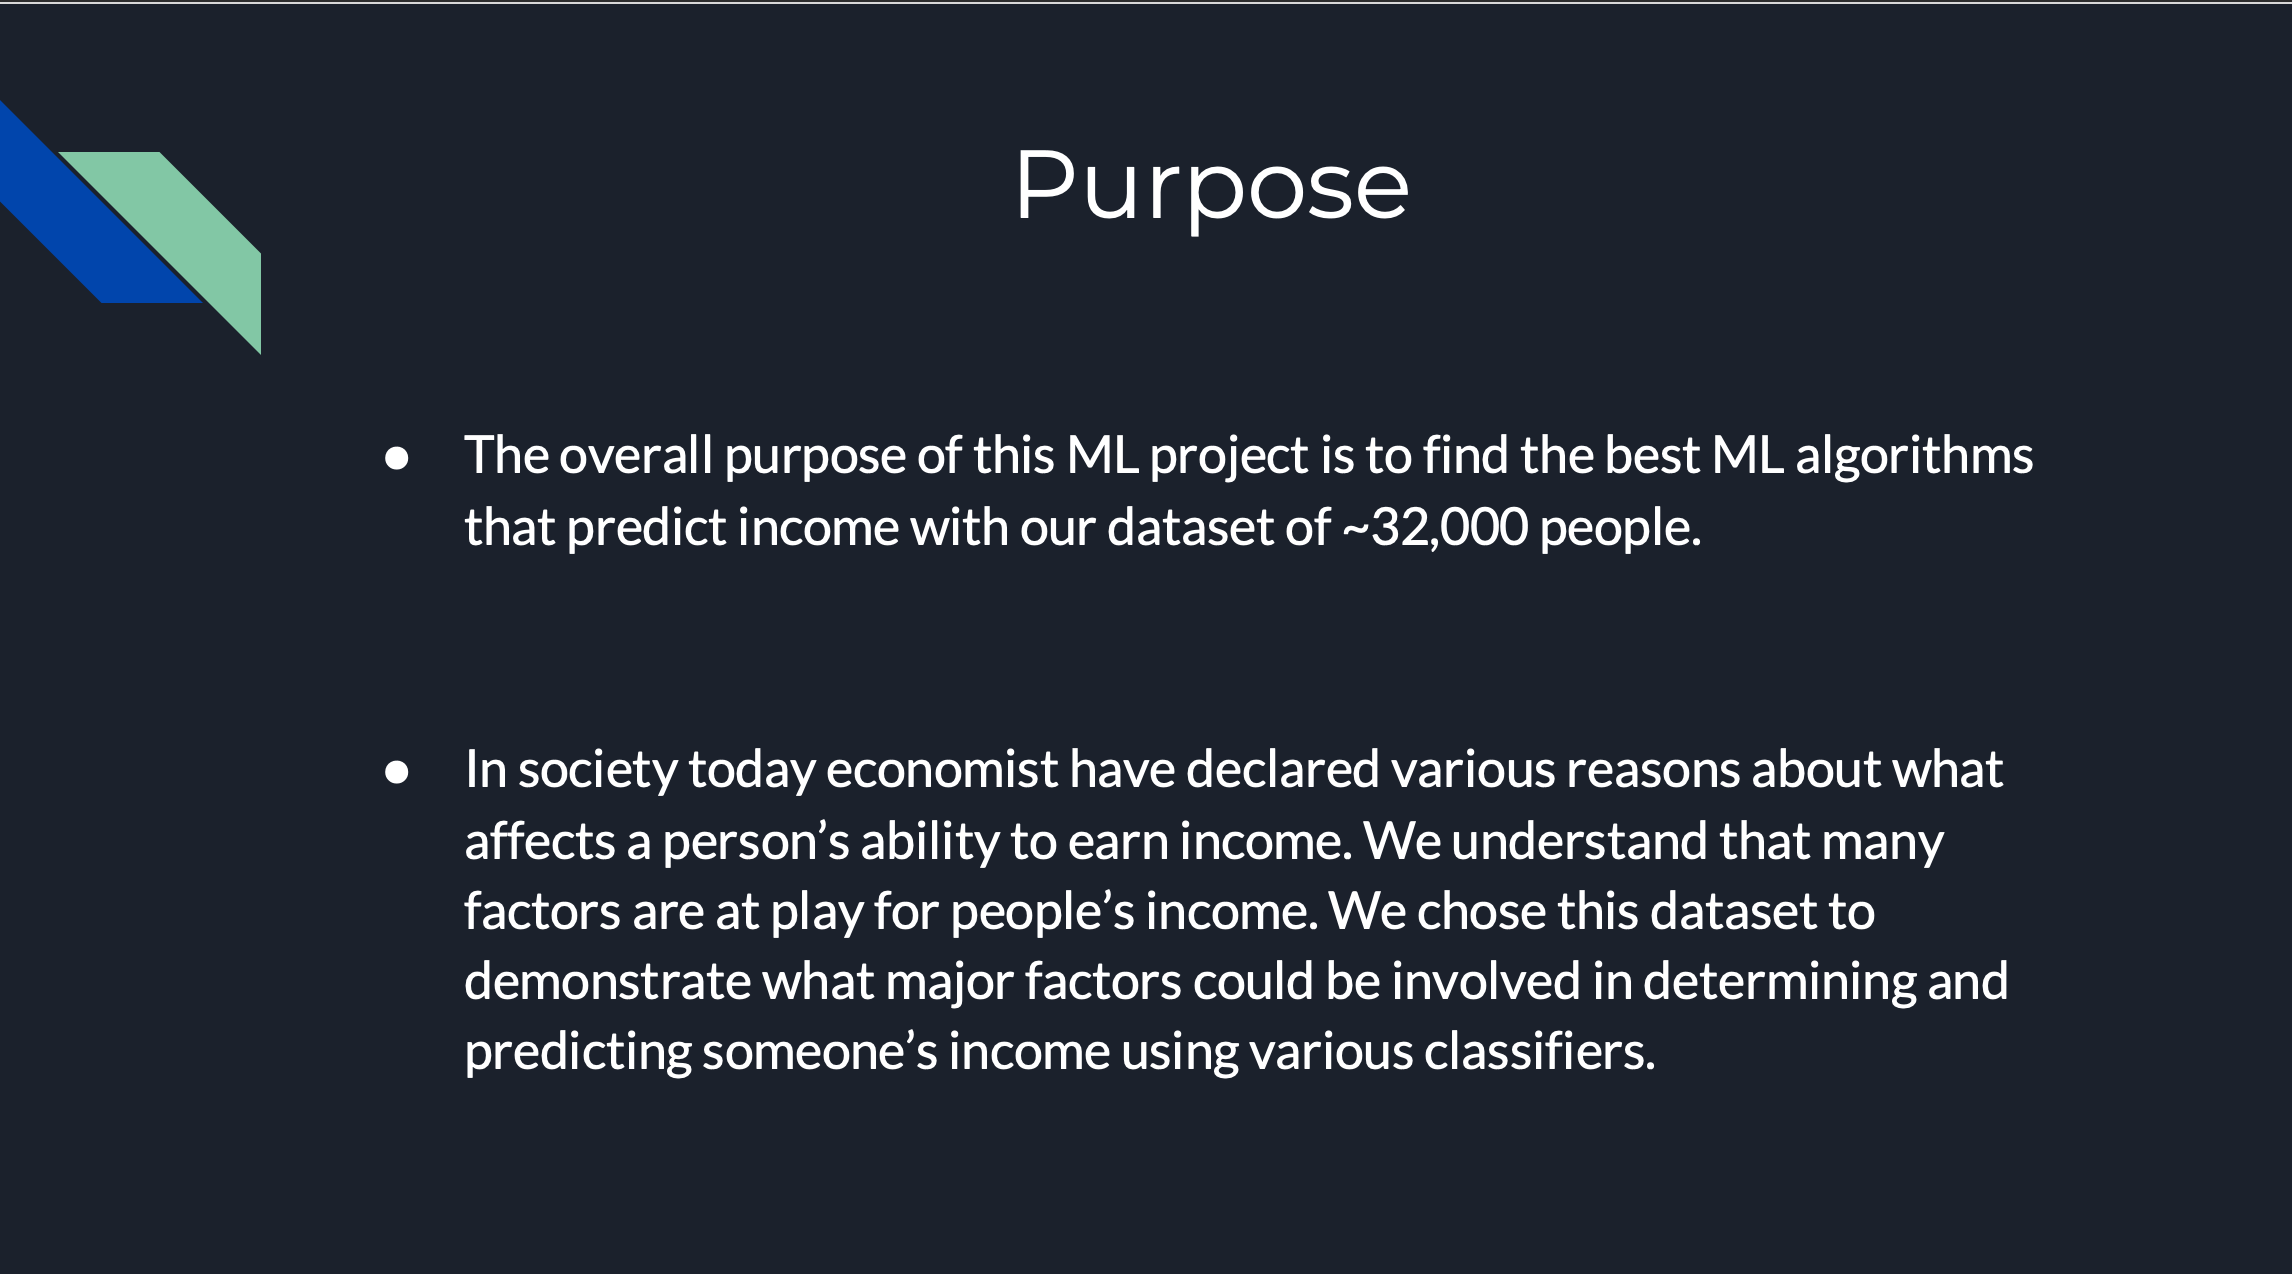 Purpose
● The overall purpose of this ML project is to find the best ML algorithms
that predict income with our dataset of ~32,000 people.
● In society today economist have declared various reasons about what
affects a person’s ability to earn income. We understand that many
factors are at play for people’s income. We chose this dataset to
demonstrate what major factors could be involved in determining and
predicting someone’s income using various classifiers.